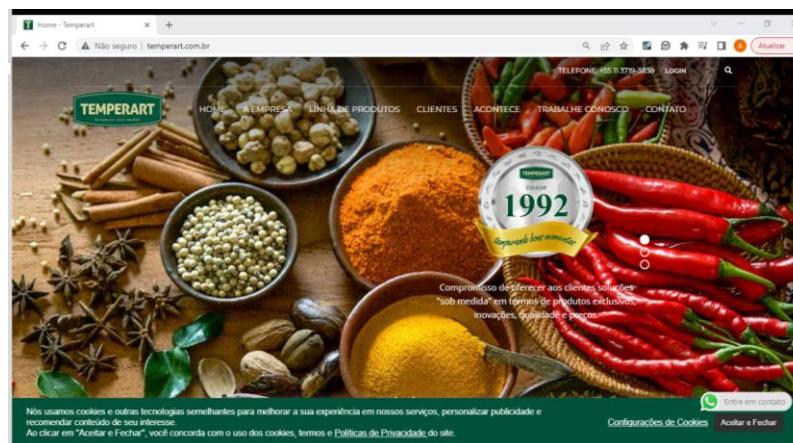 Home - Temperart
Não seguro | temperart.com.br
Atualizar
TELEFONE: +55 11 3719-3838 LOGIN
TEMPERART
HOME A EMPRESA LINHA DE PRODUTOS CLIENTES ACONTECE TRABALHE CONOSCO CONTATO
TEMPERART
DESDE
1992
Temperando bons momentos
Compromisso de oferecer aos clientes soluções
"sob medida" em termos de produtos exclusivos,
inovações, qualidade e preços.
Entre em contato
Nós usamos cookies e outras tecnologias semelhantes para melhorar a sua experiência em nossos serviços, personalizar publicidade e
recomendar conteúdo de seu interesse.
Ao clicar em "Aceitar e Fechar", você concorda com o uso dos cookies, termos e Políticas de Privacidade do site.
Configurações de Cookies Aceitar e Fechar